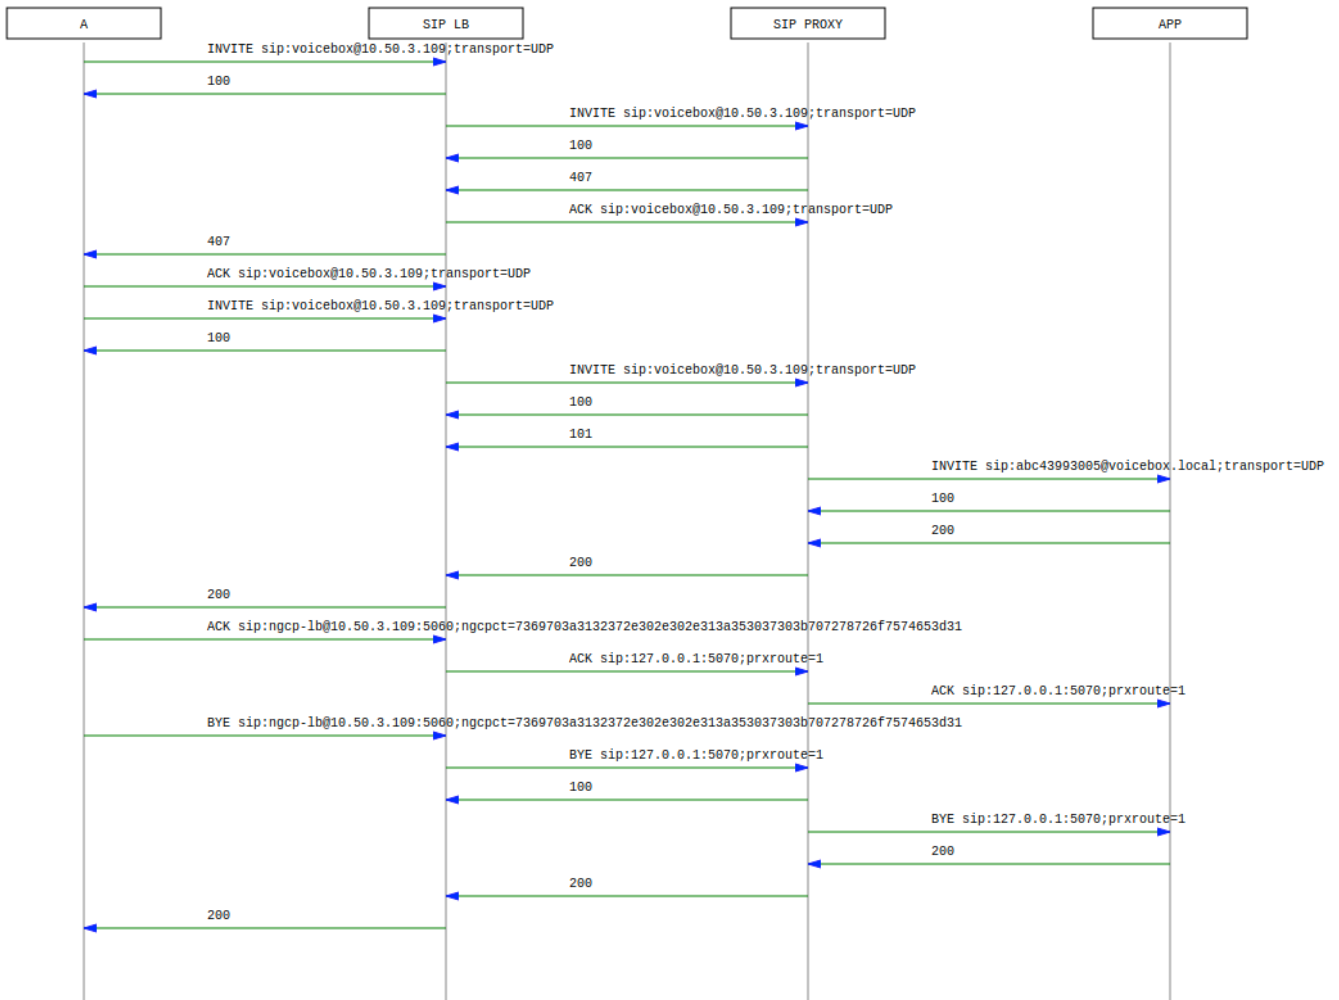 A SIP LB SIP PROXY APP
INVITE sip:voicebox@10.50.3.109;transport=UDP
100
INVITE sip:voicebox@10.50.3.109;transport=UDP
100
407
ACK sip:voicebox@10.50.3.109;transport=UDP
407
ACK sip:voicebox@10.50.3.109;transport=UDP
INVITE sip:voicebox@10.50.3.109;transport=UDP
100
INVITE sip:voicebox@10.50.3.109;transport=UDP
100
101
INVITE sip:abc43993005@voicebox.local;transport=UDP
100
200
200
200
ACK sip:ngcp-lb@10.50.3.109:5060;ngcpct=7369703a3132372e302e302e313a353037303b707278726f7574653d31
ACK sip:127.0.0.1:5070;prxroute=1
ACK sip:127.0.0.1:5070;prxroute=1
BYE sip:ngcp-lb@10.50.3.109:5060;ngcpct=7369703a3132372e302e302e313a353037303b707278726f7574653d31
BYE sip:127.0.0.1:5070;prxroute=1
100
BYE sip:127.0.0.1:5070;prxroute=1
200
200
200